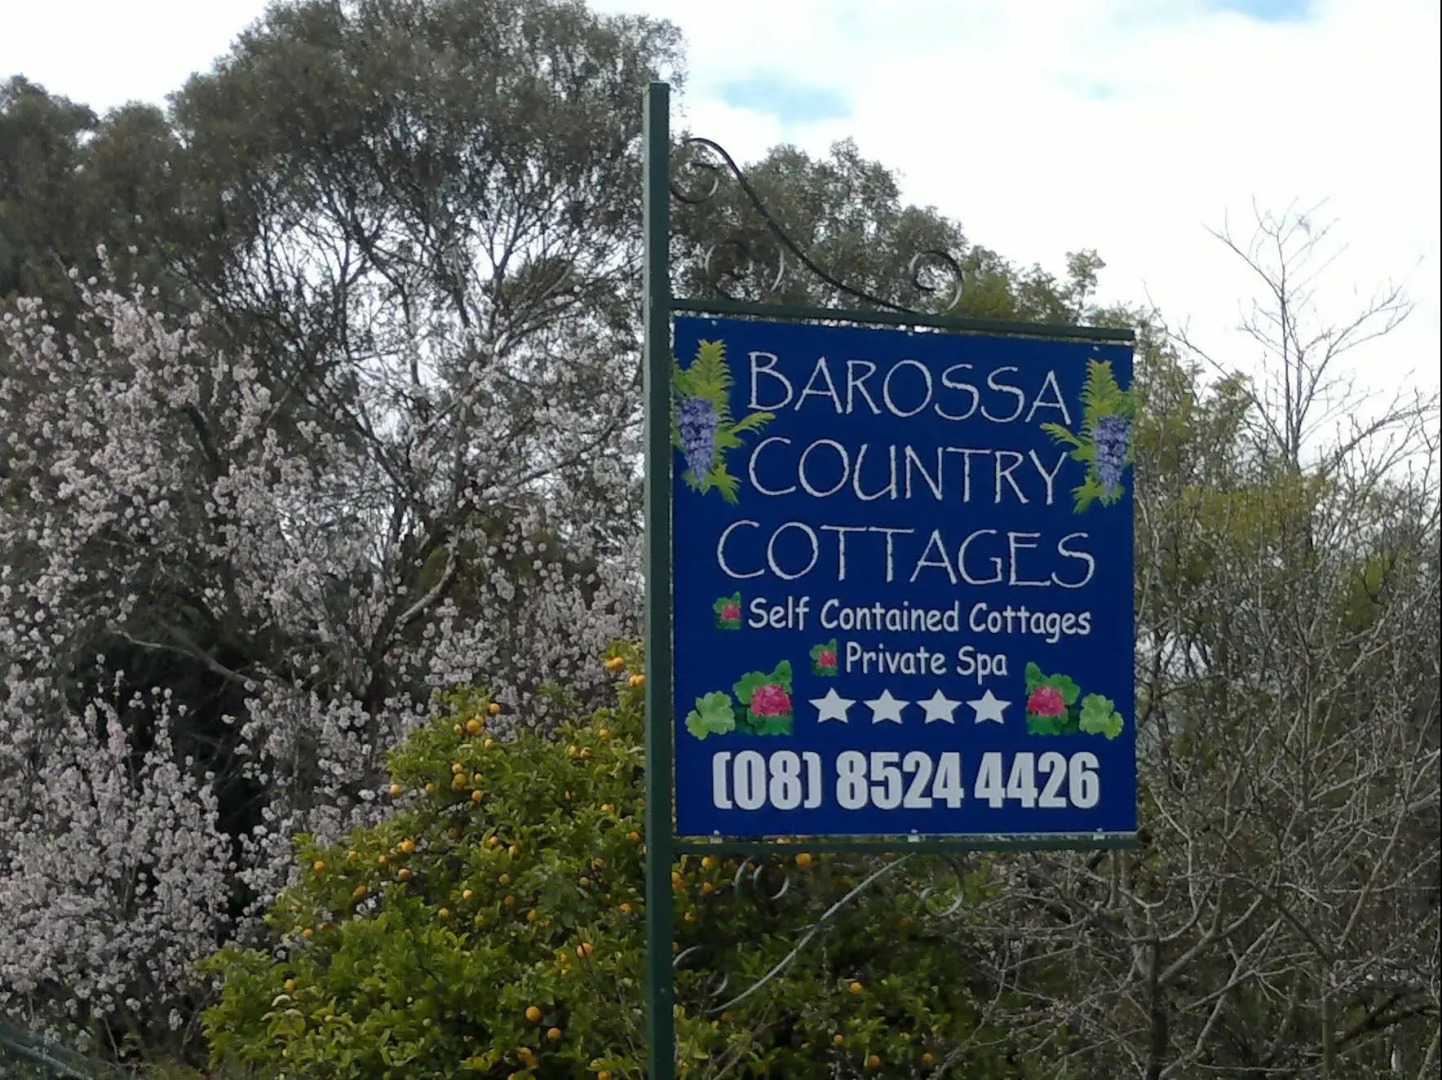 BAROSSA
COUNTRY
COTTAGES
Self Contained Cottages
Private Spa
(08) 8524 4426